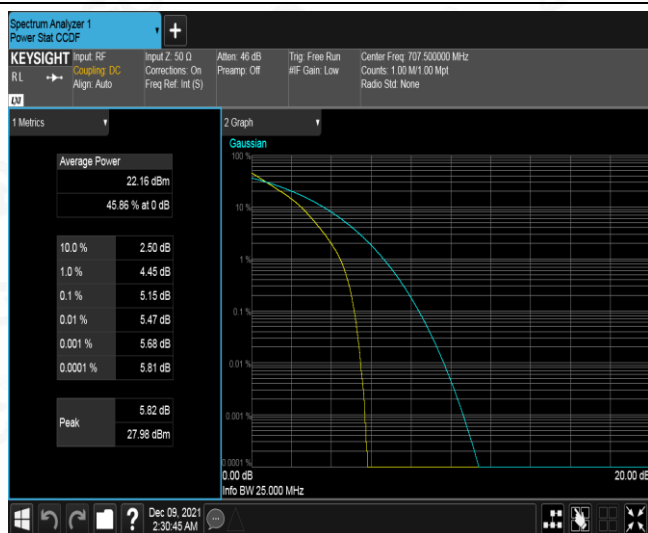 Spectrum Analyzer 1
Power Stat CCDF
+
KEYSIGHT
RL
LXI
Input: RF
Coupling: DC
Align: Auto
Input Z: 50 Ω
Corrections: On
Freq Ref: Int (S)
Atten: 46 dB
Preamp: Off
Trig: Free Run
#IF Gain: Low
Center Freq: 707.500000 MHz
Counts: 1.00 M/1.00 Mpt
Radio Std: None
1 Metrics
Average Power
22.16 dBm
45.86 % at 0 dB
10.0 % 2.50 dB
1.0 % 4.45 dB
0.1 % 5.15 dB
0.01 % 5.47 dB
0.001 % 5.68 dB
0.0001 % 5.81 dB
Peak
5.82 dB
27.98 dBm
2 Graph
Gaussian
100 %
10 %
1 %
0.1 %
0.01 %
0.001 %
0.0001 %
0.00 dB
20.00 dB
Info BW 25.000 MHz
?
Dec 09, 2021
2:30:45 AM